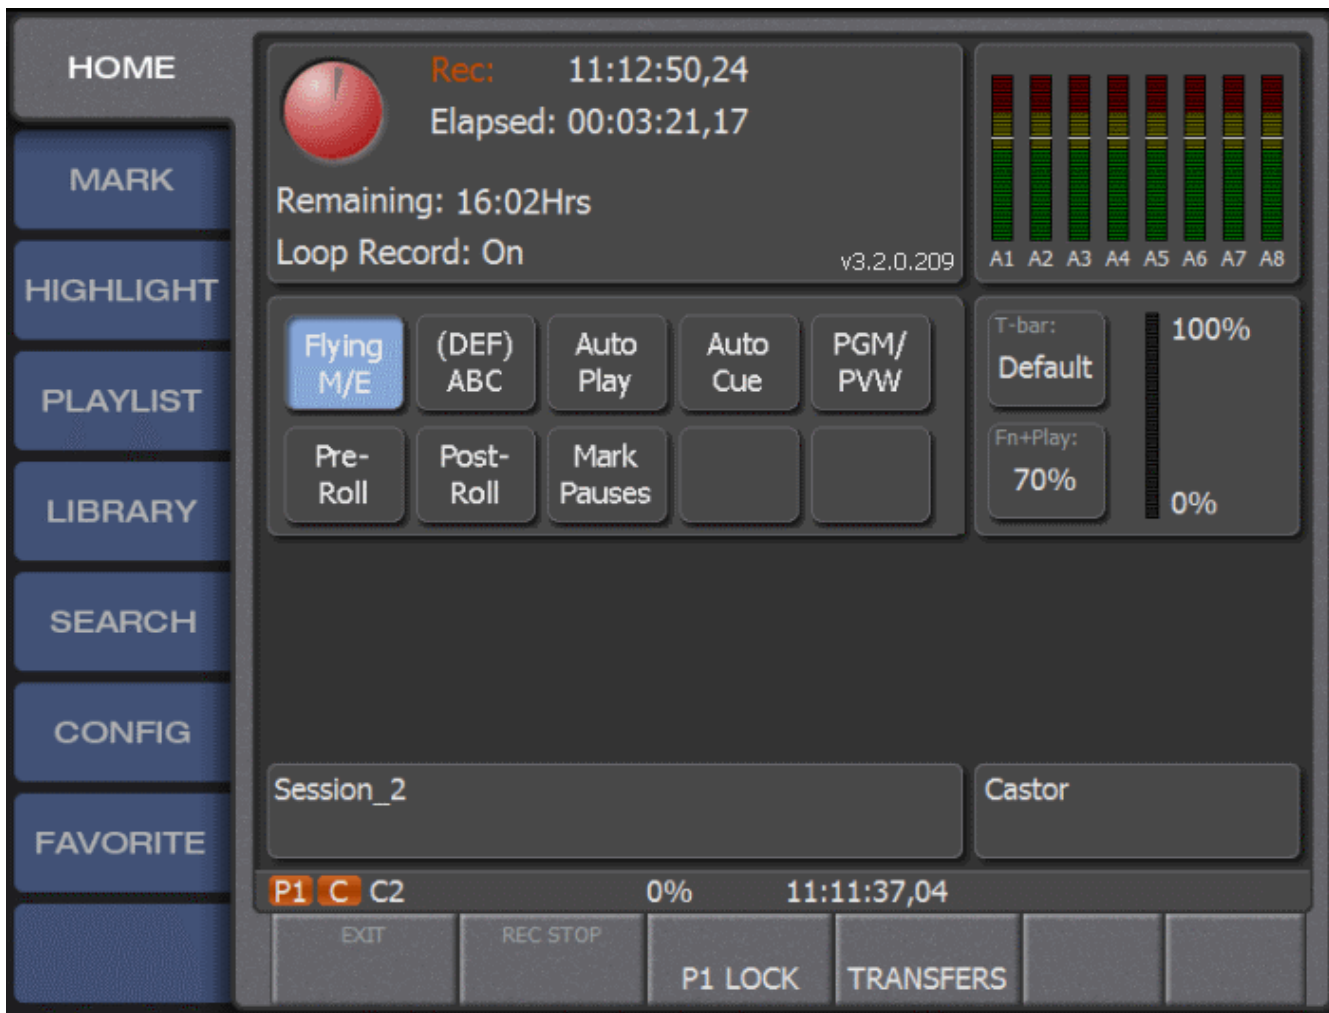 HOME
MARK
HIGHLIGHT
PLAYLIST
LIBRARY
SEARCH
CONFIG
FAVORITE
Rec: 11:12:50,24
Elapsed: 00:03:21,17
Remaining: 16:02Hrs
Loop Record: On
v3.2.0.209
A1 A2 A3 A4 A5 A6 A7 A8
Flying
M/E
(DEF)
ABC
Auto
Play
Auto
Cue
PGM/
PVW
Pre-
Roll
Post-
Roll
Mark
Pauses
T-bar:
Default
Fn+Play:
70%
100%
0%
Session_2
Castor
P1 C C2 0% 11:11:37,04
EXIT
REC STOP
P1 LOCK
TRANSFERS